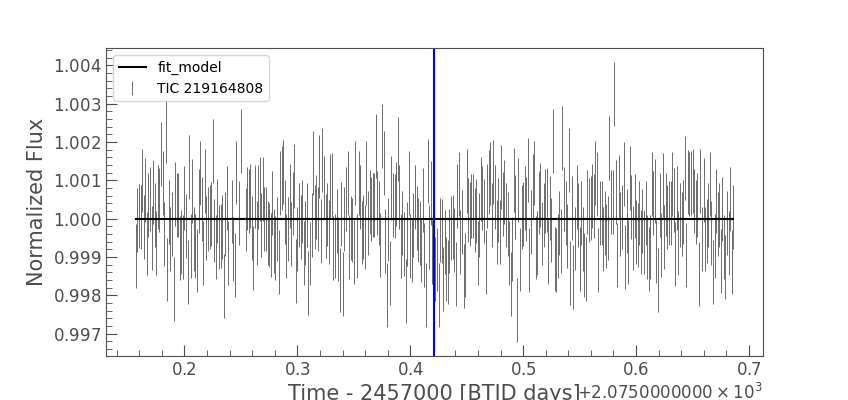 fit_model
TIC 219164808
Normalized Flux
1.004
1.003
1.002
1.001
1.000
0.999
0.998
0.997
0.2 0.3 0.4 0.5 0.6 0.7
Time - 2457000 [BTJD days]
+2.0750000000 × 10³